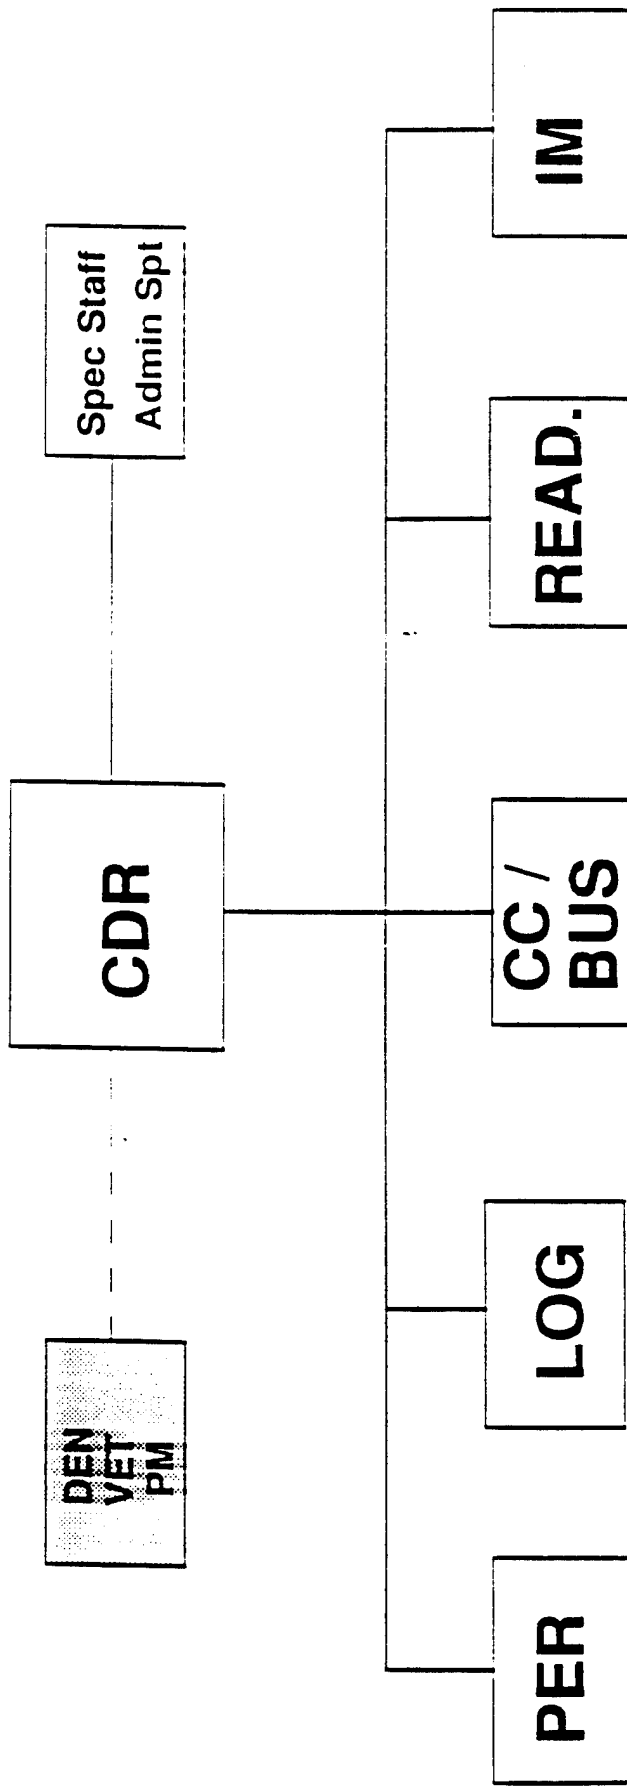 DEN
VET
PM
CDR
Spec Staff
Admin Spt
PER
LOG
CC /
BUS
READ.
IM